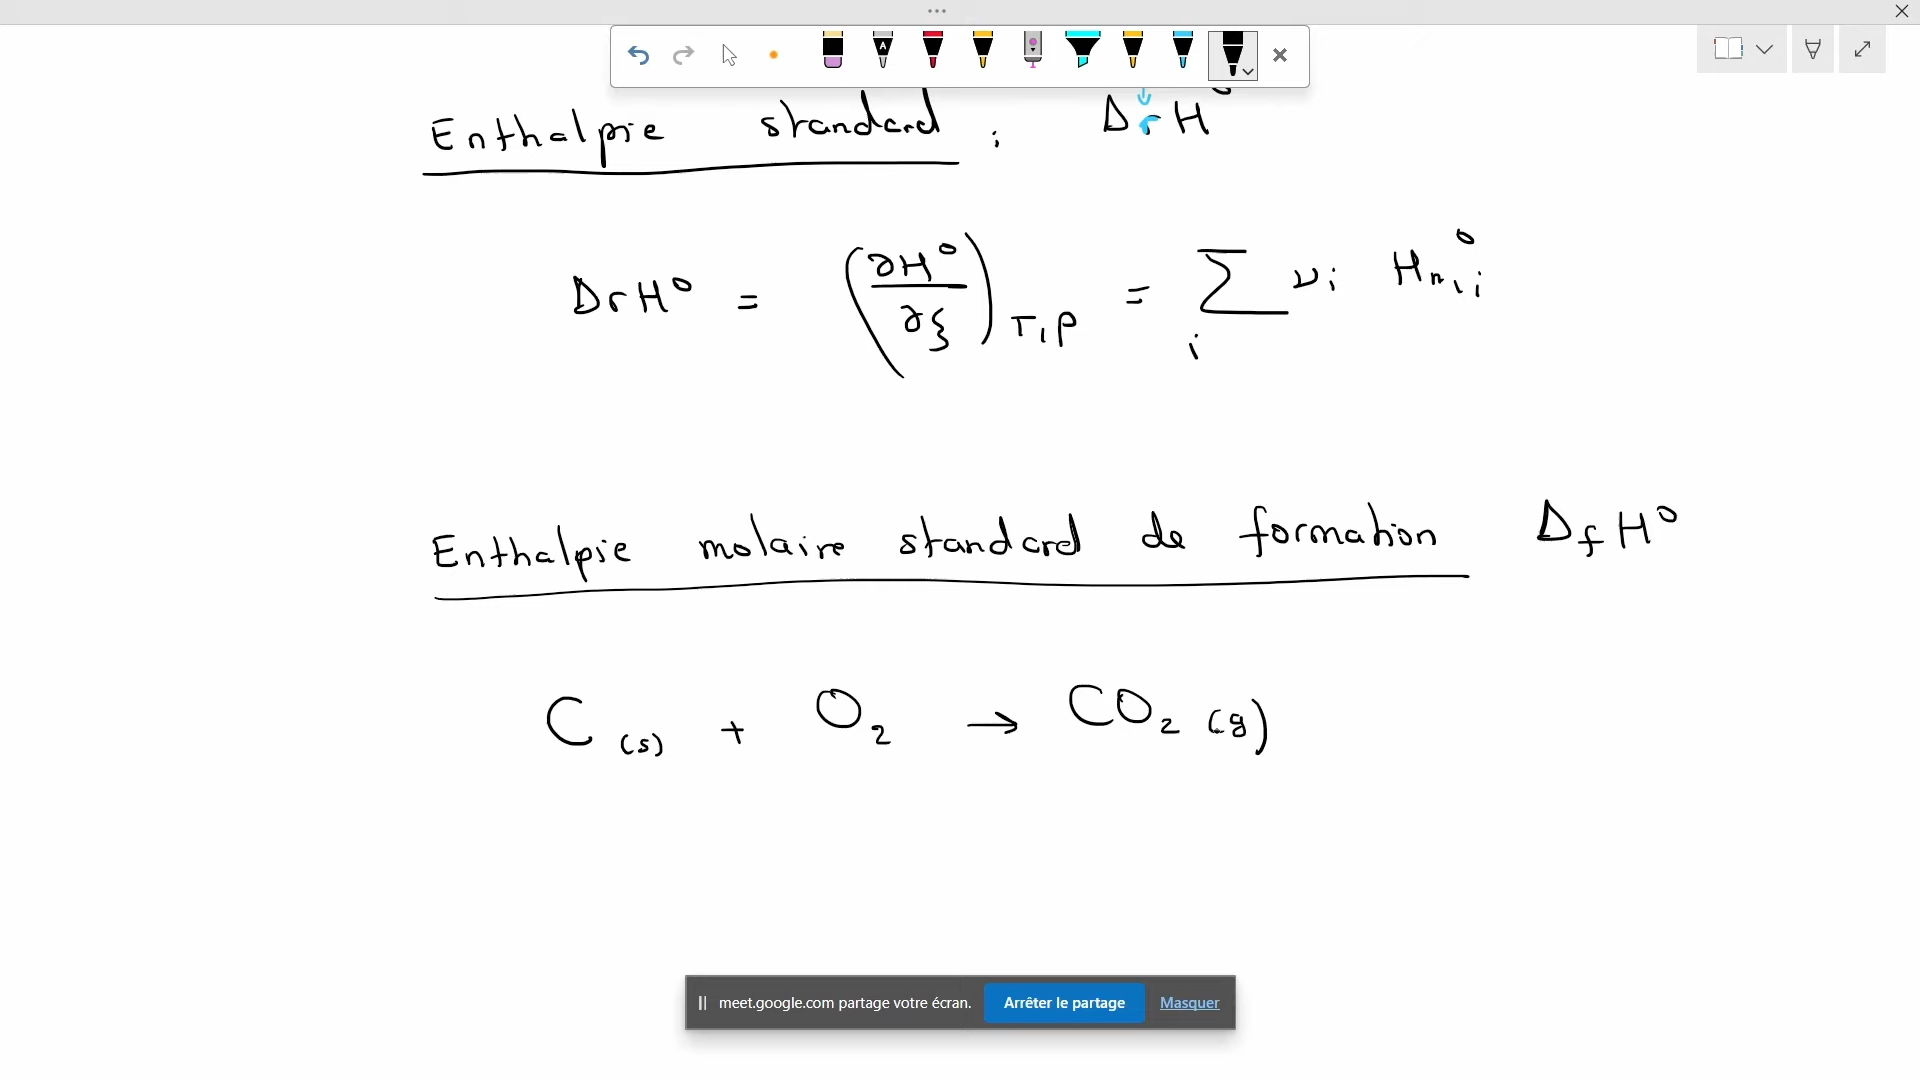 Enthalpie standard : ΔrH°
ΔrH° = (∂H°/∂ξ)T,P = Σi νi Hm,i°
Enthalpie molaire standard de formation ΔfH°
C(s) + O2 → CO2(g)
meet.google.com partage votre écran. Arrêter le partage Masquer